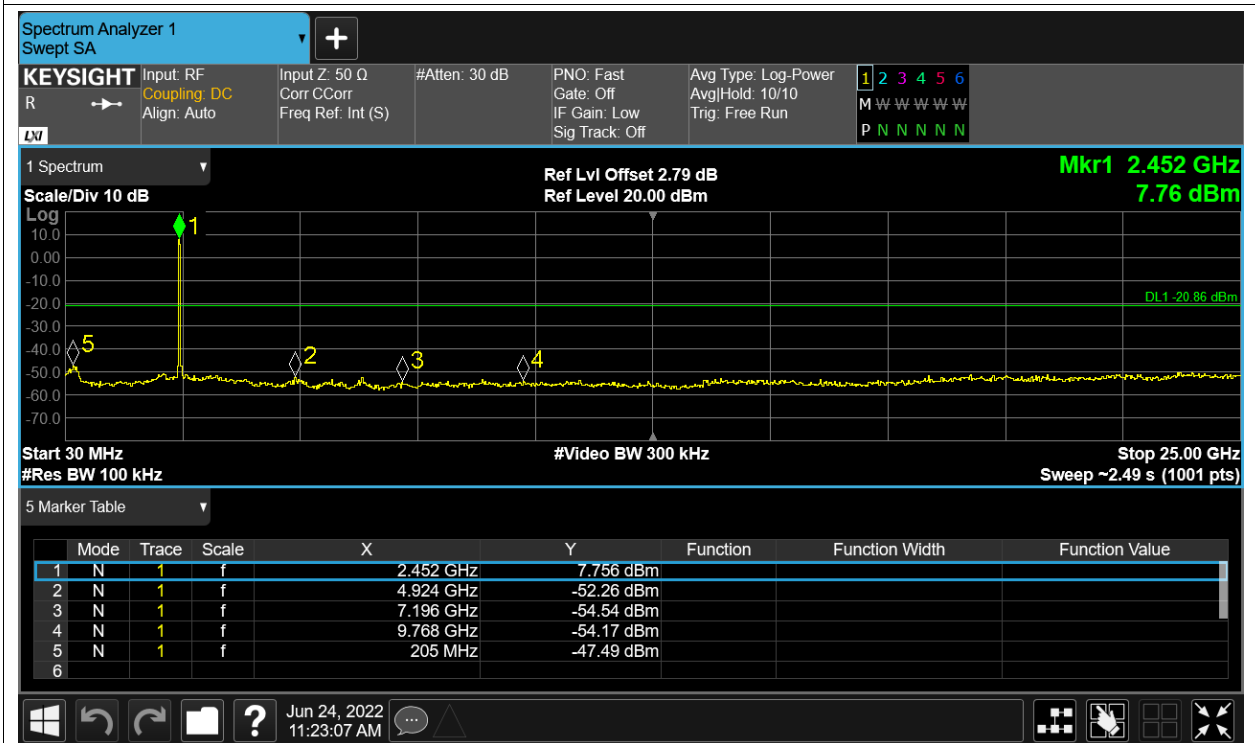 Spectrum Analyzer 1
Swept SA
+
KEYSIGHT
R
LXI
Input: RF
Coupling: DC
Align: Auto
Input Z: 50 Ω
Corr CCorr
Freq Ref: Int (S)
#Atten: 30 dB
PNO: Fast
Gate: Off
IF Gain: Low
Sig Track: Off
Avg Type: Log-Power
Avg|Hold: 10/10
Trig: Free Run
1 2 3 4 5 6
M W W W W W
P N N N N N
1 Spectrum
Scale/Div 10 dB
Ref Lvl Offset 2.79 dB
Ref Level 20.00 dBm
Mkr1 2.452 GHz
7.76 dBm
Log
10.0
0.00
-10.0
-20.0
-30.0
-40.0
-50.0
-60.0
-70.0
1
DL1 -20.86 dBm
5
2
3
4
Start 30 MHz
#Video BW 300 kHz
Stop 25.00 GHz
#Res BW 100 kHz
Sweep ~2.49 s (1001 pts)
5 Marker Table
Mode Trace Scale X Y Function Function Width Function Value
1 N 1 f 2.452 GHz 7.756 dBm
2 N 1 f 4.924 GHz -52.26 dBm
3 N 1 f 7.196 GHz -54.54 dBm
4 N 1 f 9.768 GHz -54.17 dBm
5 N 1 f 205 MHz -47.49 dBm
6
?
Jun 24, 2022
11:23:07 AM